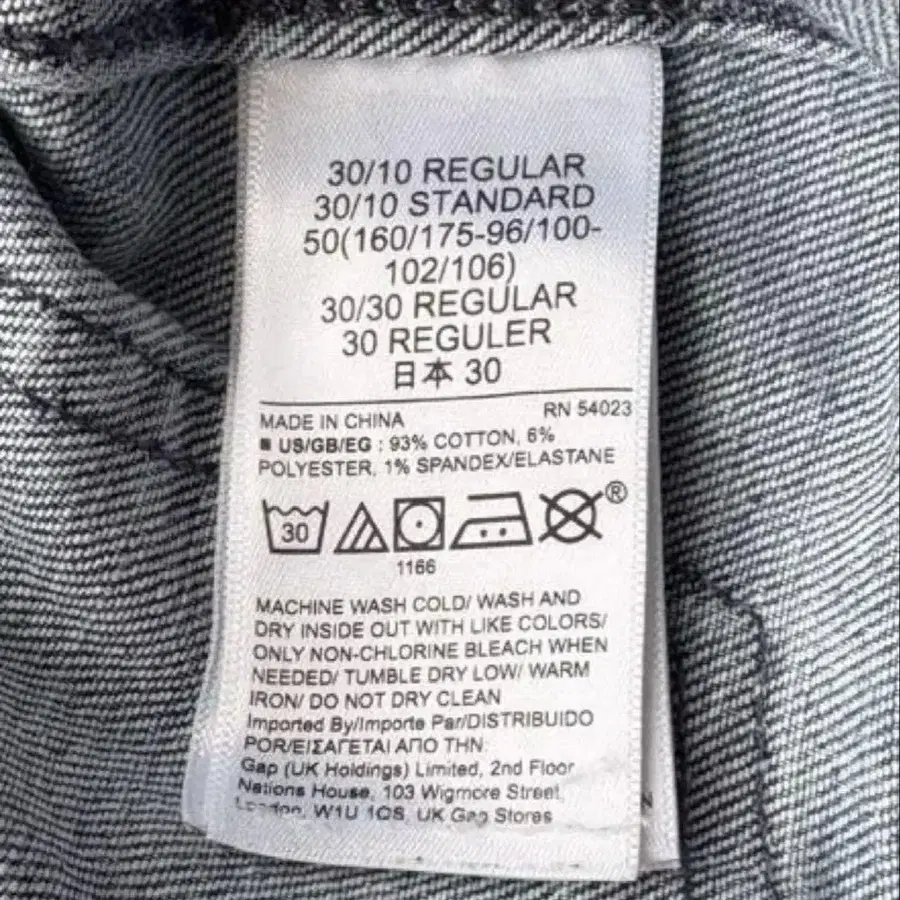 30/10 REGULAR
30/10 STANDARD
50(160/175-96/100-
102/106)
30/30 REGULAR
30 REGULER
日本 30
MADE IN CHINA RN 54023
■ US/GB/EG : 93% COTTON, 6%
POLYESTER, 1% SPANDEX/ELASTANE
30
®
1166
MACHINE WASH COLD/ WASH AND
DRY INSIDE OUT WITH LIKE COLORS/
ONLY NON-CHLORINE BLEACH WHEN
NEEDED/ TUMBLE DRY LOW/ WARM
IRON/ DO NOT DRY CLEAN
Imported By/Importe Par/DISTRIBUIDO
POR/ΕΙΣΑΓΕΤΑΙ ΑΠΟ ΤΗΝ
Gap (UK Holdings) Limited, 2nd Floor
Nations House, 103 Wigmore Street,
London, W1U 1QS, UK Gap Stores